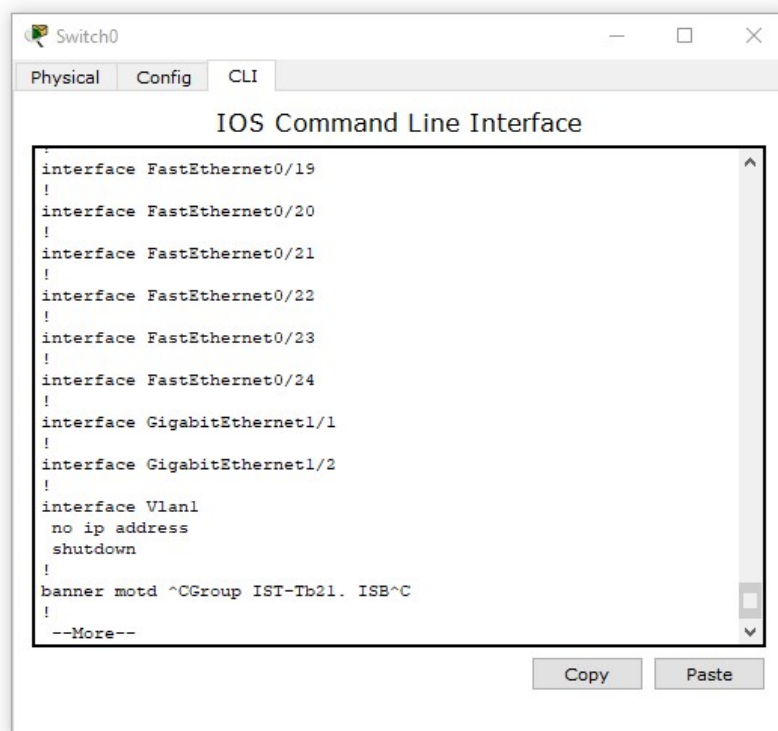 Switch0
Physical Config CLI
IOS Command Line Interface
!
interface FastEthernet0/19
!
interface FastEthernet0/20
!
interface FastEthernet0/21
!
interface FastEthernet0/22
!
interface FastEthernet0/23
!
interface FastEthernet0/24
!
interface GigabitEthernet1/1
!
interface GigabitEthernet1/2
!
interface Vlan1
no ip address
shutdown
!
banner motd ^CGroup IST-Tb21. ISB^C
!
--More--
Copy Paste